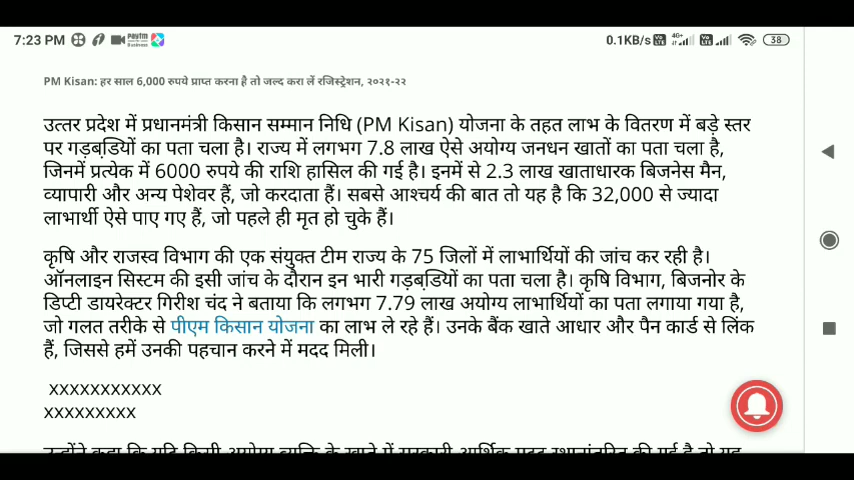 7:23 PM
0.1KB/s 4G+ 38
PM Kisan: हर साल 6,000 रुपये प्राप्त करना है तो जल्द करा लें रजिस्ट्रेशन, २०२१-२२
उत्तर प्रदेश में प्रधानमंत्री किसान सम्मान निधि (PM Kisan) योजना के तहत लाभ के वितरण में बड़े स्तर
पर गड़बड़ियों का पता चला है। राज्य में लगभग 7.8 लाख ऐसे अयोग्य जनधन खातों का पता चला है,
जिनमें प्रत्येक में 6000 रुपये की राशि हासिल की गई है। इनमें से 2.3 लाख खाताधारक बिजनेस मैन,
व्यापारी और अन्य पेशेवर हैं, जो करदाता हैं। सबसे आश्चर्य की बात तो यह है कि 32,000 से ज्यादा
लाभार्थी ऐसे पाए गए हैं, जो पहले ही मृत हो चुके हैं।
कृषि और राजस्व विभाग की एक संयुक्त टीम राज्य के 75 जिलों में लाभार्थियों की जांच कर रही है।
ऑनलाइन सिस्टम की इसी जांच के दौरान इन भारी गड़बड़ियों का पता चला है। कृषि विभाग, बिजनोर के
डिप्टी डायरेक्टर गिरीश चंद ने बताया कि लगभग 7.79 लाख अयोग्य लाभार्थियों का पता लगाया गया है,
जो गलत तरीके से पीएम किसान योजना का लाभ ले रहे हैं। उनके बैंक खाते आधार और पैन कार्ड से लिंक
हैं, जिससे हमें उनकी पहचान करने में मदद मिली।
xxxxxxxxxxx
xxxxxxxxx